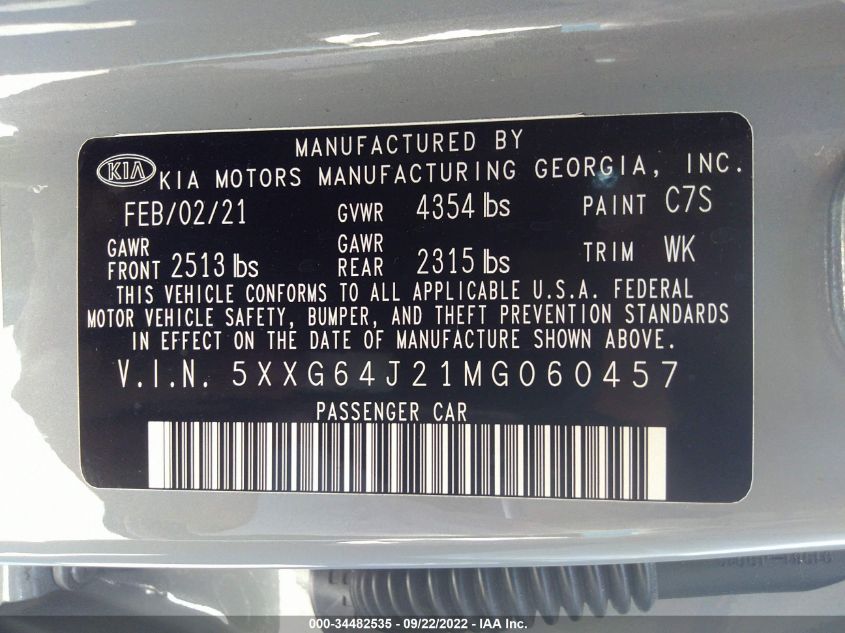 MANUFACTURED BY
KIA KIA MOTORS MANUFACTURING GEORGIA, INC.
FEB/02/21 GVWR 4354 lbs PAINT C7S
GAWR FRONT 2513 lbs GAWR REAR 2315 lbs TRIM WK
THIS VEHICLE CONFORMS TO ALL APPLICABLE U.S.A. FEDERAL
MOTOR VEHICLE SAFETY, BUMPER, AND THEFT PREVENTION STANDARDS
IN EFFECT ON THE DATE OF MANUFACTURE SHOWN ABOVE.
V.I.N. 5XXG64J21MG060457
PASSENGER CAR
000-34482535 - 09/22/2022 - IAA Inc.